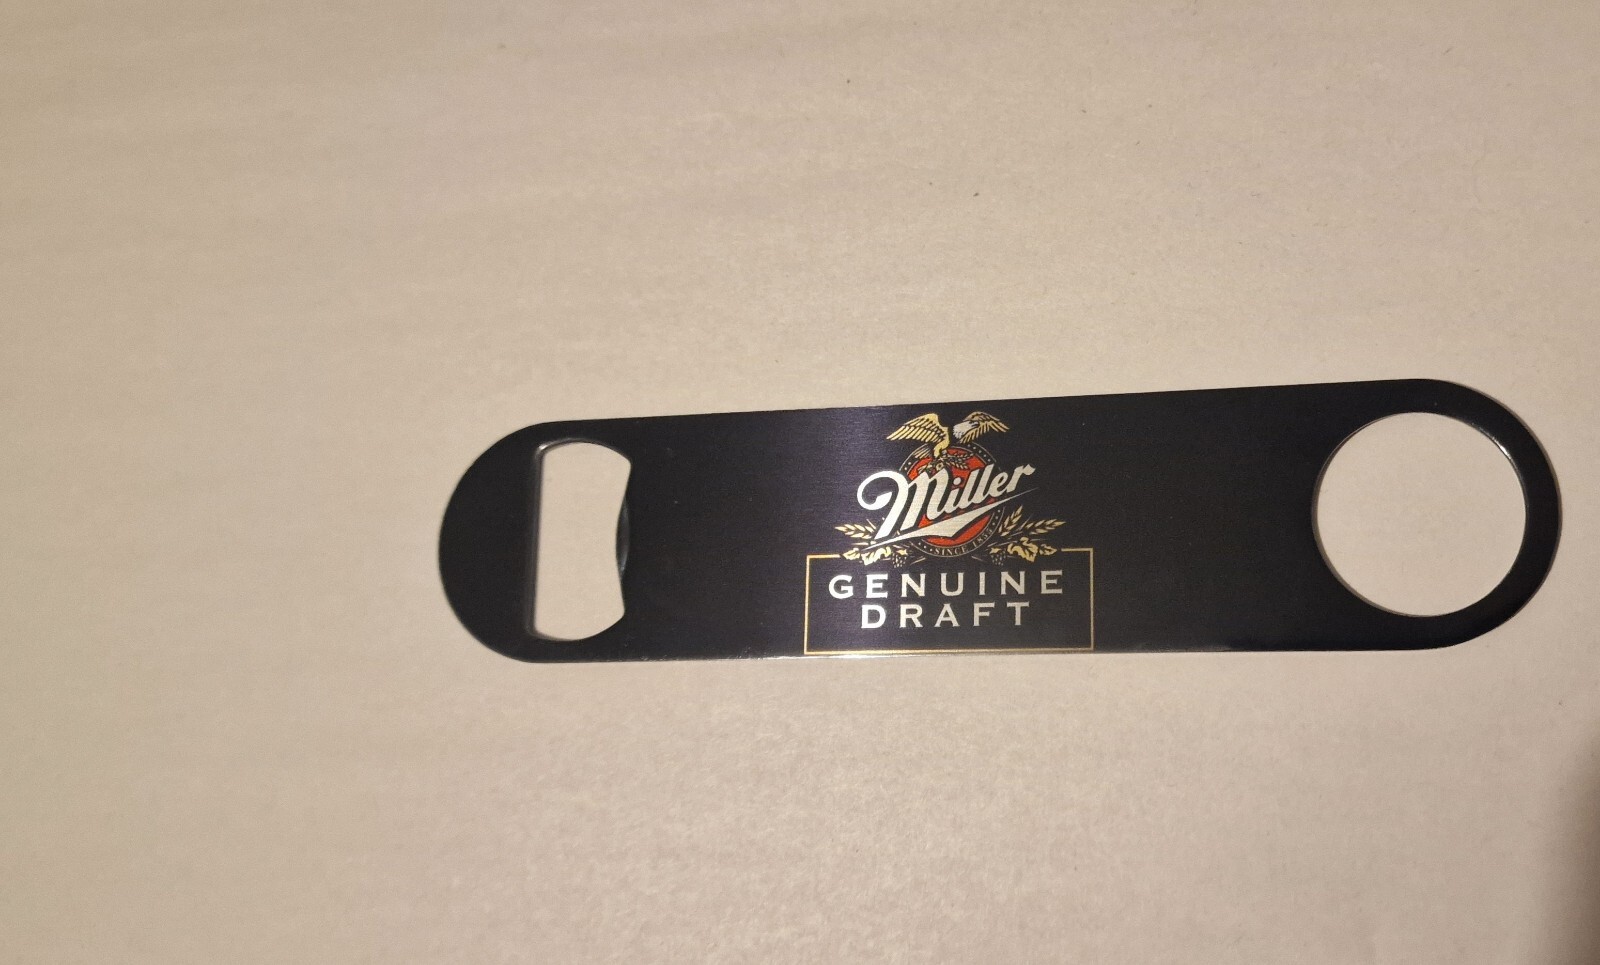 Miller
SINCE 1855
GENUINE
DRAFT